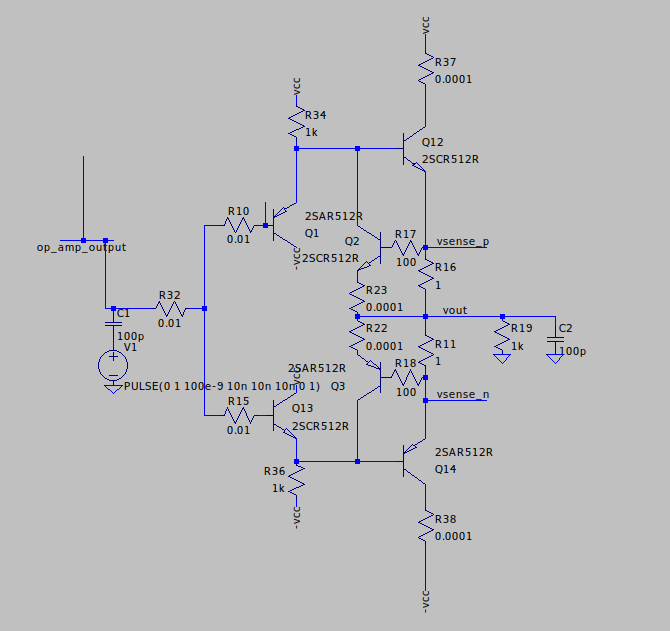 vcc
R37
0.0001
vcc
R34
1k
Q12
2SCR512R
R10
0.01
2SAR512R
Q1
Q2
2SCR512R
-vcc
R17
100
vsense_p
op_amp_output
R16
1
R23
0.0001
R32
0.01
C1
100p
V1
PULSE(0 1 100e-9 10n 10n 10n 0 1)
vout
R22
0.0001
R11
1
R19
1k
C2
100p
2SAR512R
vcc
Q3
R18
100
vsense_n
R15
0.01
Q13
2SCR512R
2SAR512R
Q14
R36
1k
-vcc
R38
0.0001
-vcc